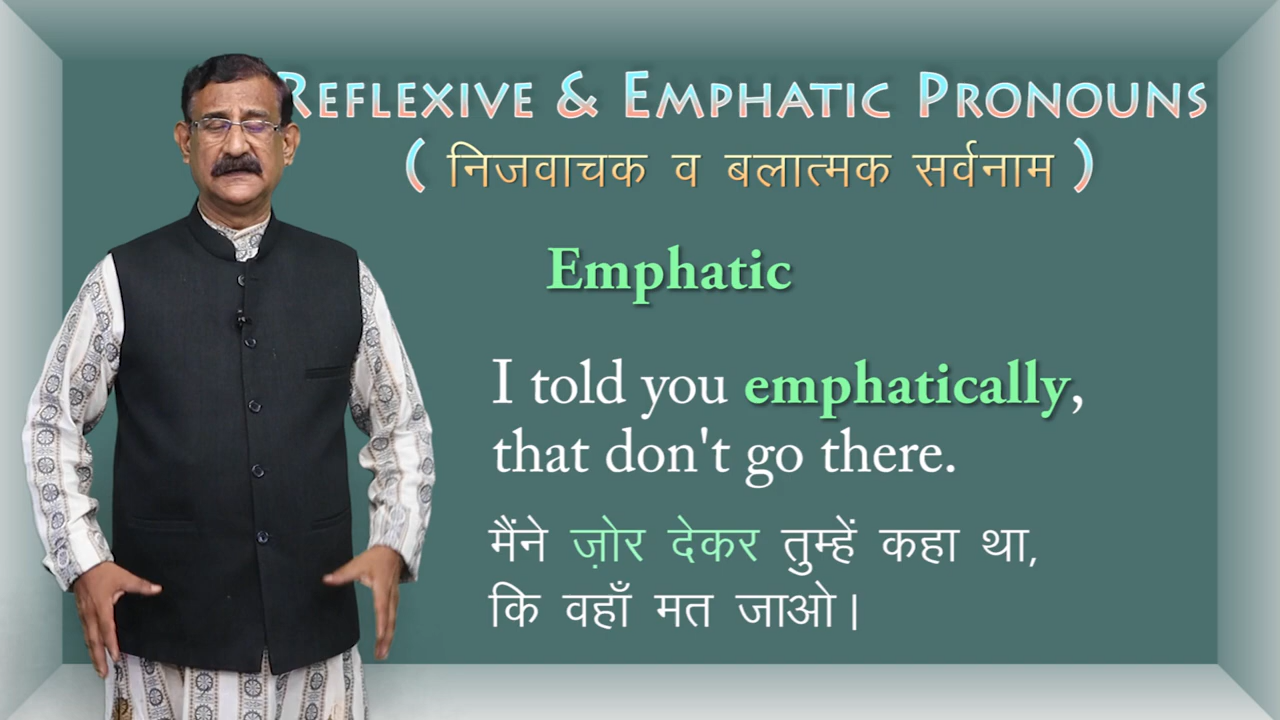 REFLEXIVE & EMPHATIC PRONOUNS
( निजवाचक व बलात्मक सर्वनाम )
Emphatic
I told you emphatically,
that don't go there.
मैंने ज़ोर देकर तुम्हें कहा था,
कि वहाँ मत जाओ।